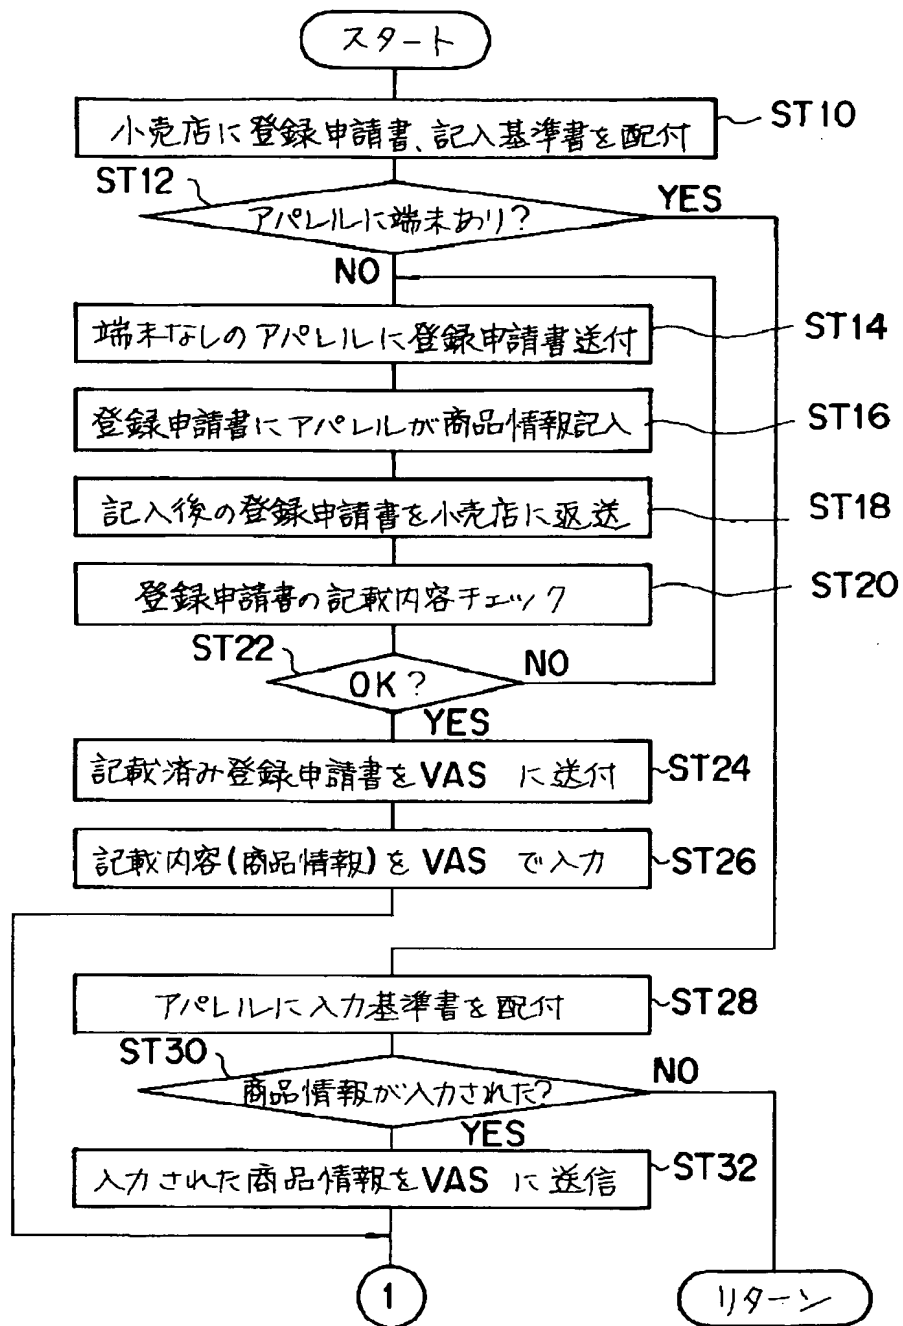 スタート
小売店に登録申請書、記入基準書を配付
ST10
ST12
アパレルに端末あり?
YES
NO
端末なしのアパレルに登録申請書送付
ST14
登録申請書にアパレルが商品情報記入
ST16
記入後の登録申請書を小売店に返送
ST18
登録申請書の記載内容チェック
ST20
ST22
OK?
NO
YES
記載済み登録申請書をVAS に送付
ST24
記載内容(商品情報)をVAS で入力
ST26
アパレルに入力基準書を配付
ST28
ST30
商品情報が入力された?
NO
YES
入力された商品情報をVAS に送信
ST32
1
リターン